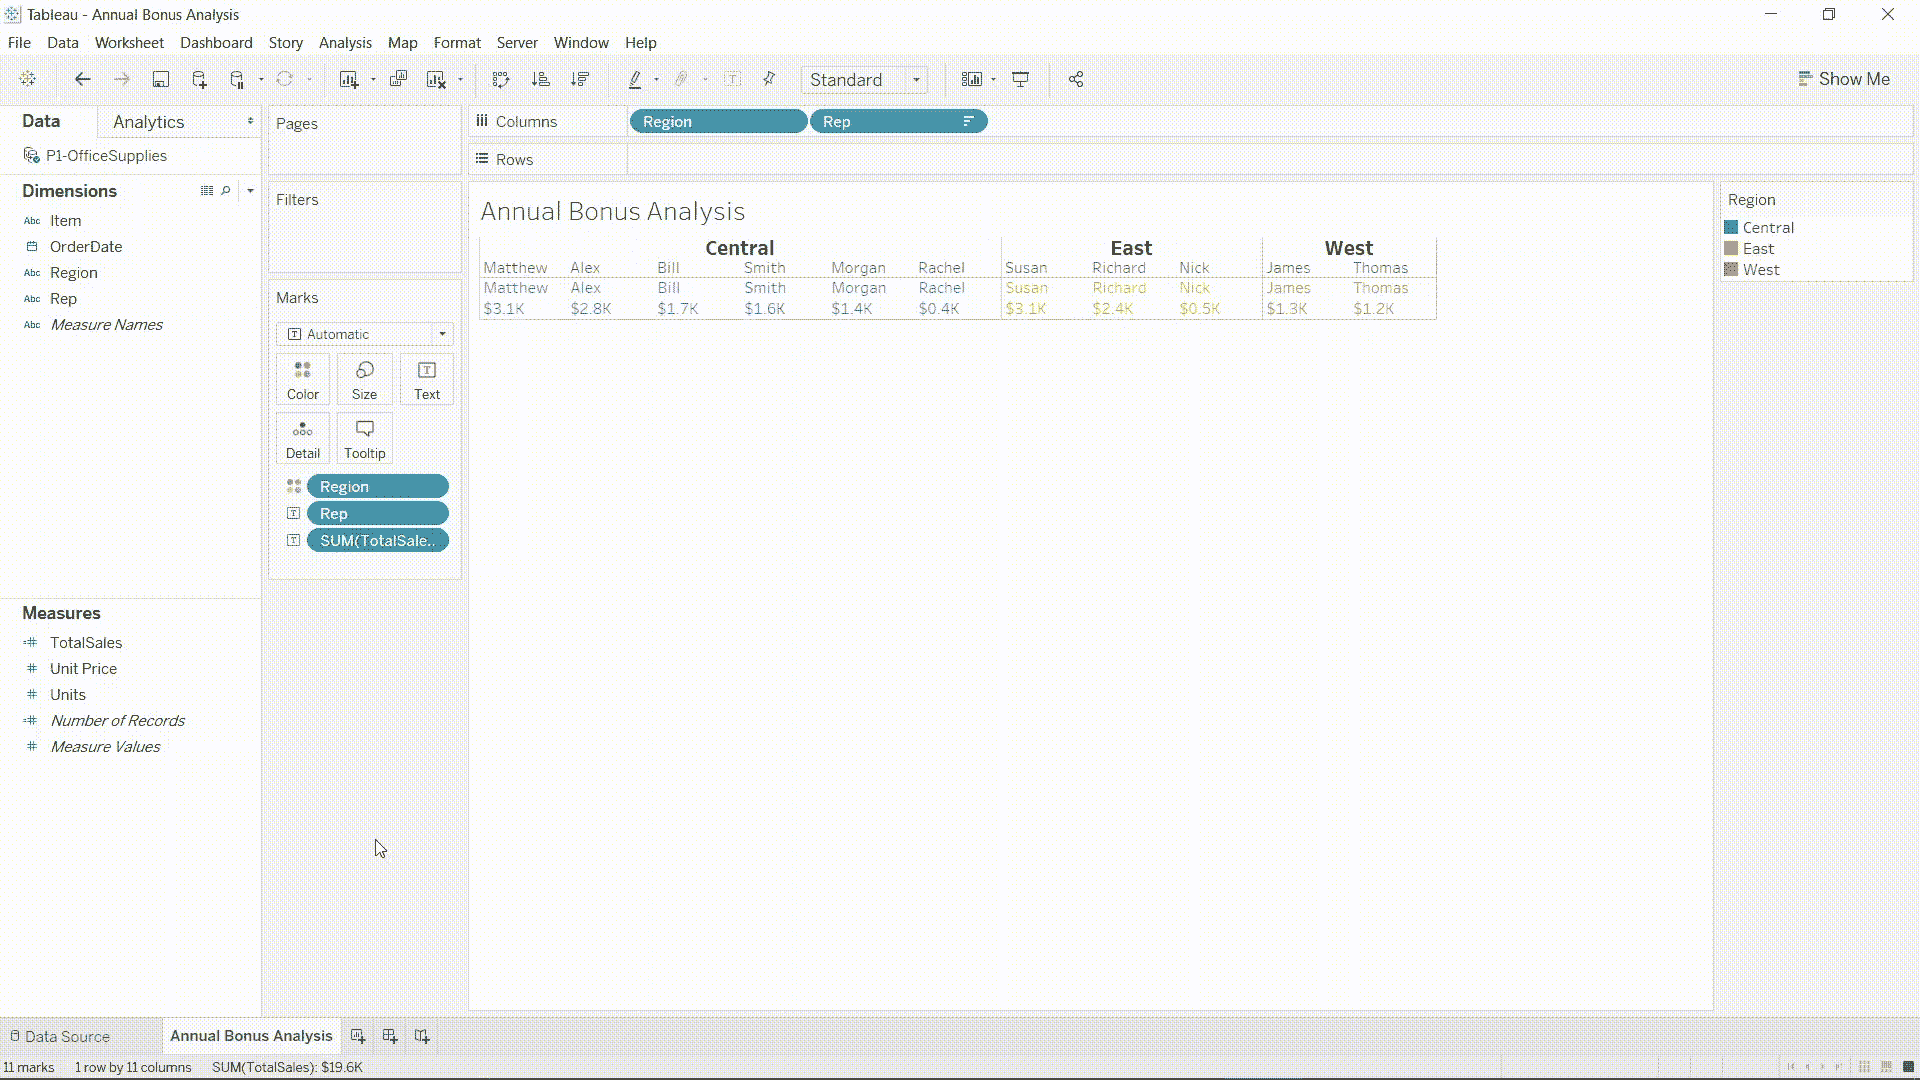 Tableau - Annual Bonus Analysis
File Data Worksheet Dashboard Story Analysis Map Format Server Window Help
Standard
Show Me
Data Analytics
P1-OfficeSupplies
Dimensions
Abc Item
OrderDate
Abc Region
Abc Rep
Abc Measure Names
Measures
=# TotalSales
# Unit Price
# Units
=# Number of Records
# Measure Values
Pages
Filters
Marks
T Automatic
Color Size Text
Detail Tooltip
Region
T Rep
T SUM(TotalSale..
Columns Region Rep
Rows
Annual Bonus Analysis
Central East West
Matthew Alex Bill Smith Morgan Rachel Susan Richard Nick James Thomas
Matthew Alex Bill Smith Morgan Rachel Susan Richard Nick James Thomas
$3.1K $2.8K $1.7K $1.6K $1.4K $0.4K $3.1K $2.4K $0.5K $1.3K $1.2K
Region
Central
East
West
Data Source Annual Bonus Analysis
11 marks 1 row by 11 columns SUM(TotalSales): $19.6K